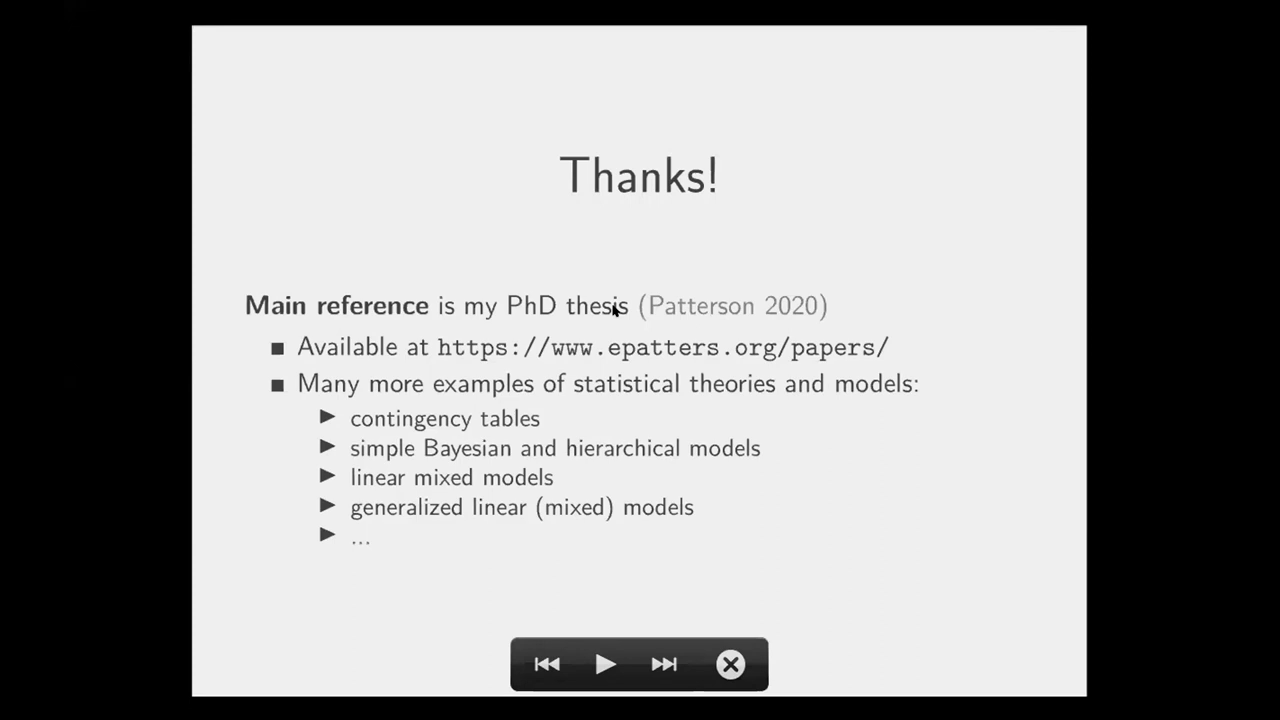 Thanks!
Main reference is my PhD thesis (Patterson 2020)
■ Available at https://www.epatters.org/papers/
■ Many more examples of statistical theories and models:
▶ contingency tables
▶ simple Bayesian and hierarchical models
▶ linear mixed models
▶ generalized linear (mixed) models
▶ ...